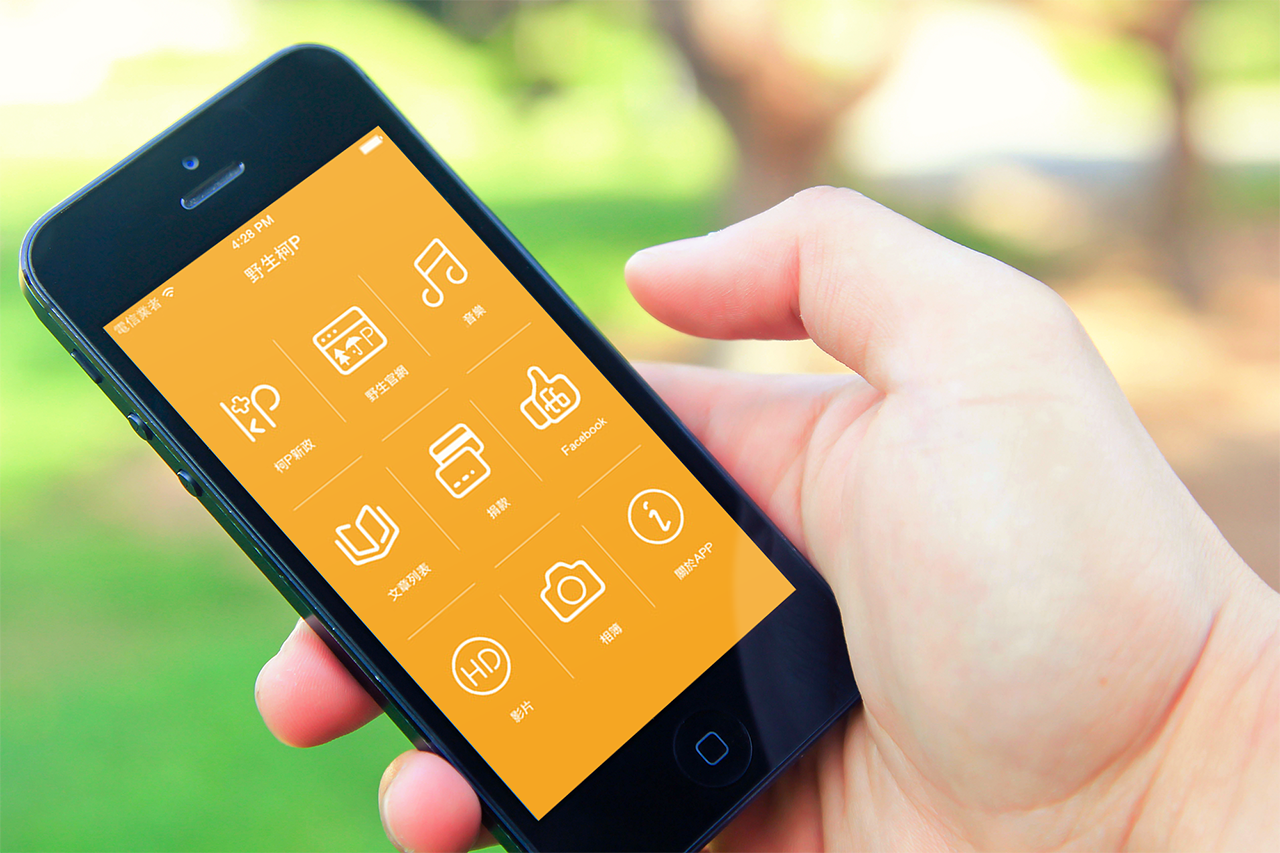 電信業者 4:28 PM
野生柯P
kp
柯P新政
P
野生官網
音樂
文章列表
捐款
Facebook
HD
影片
相簿
i
關於APP